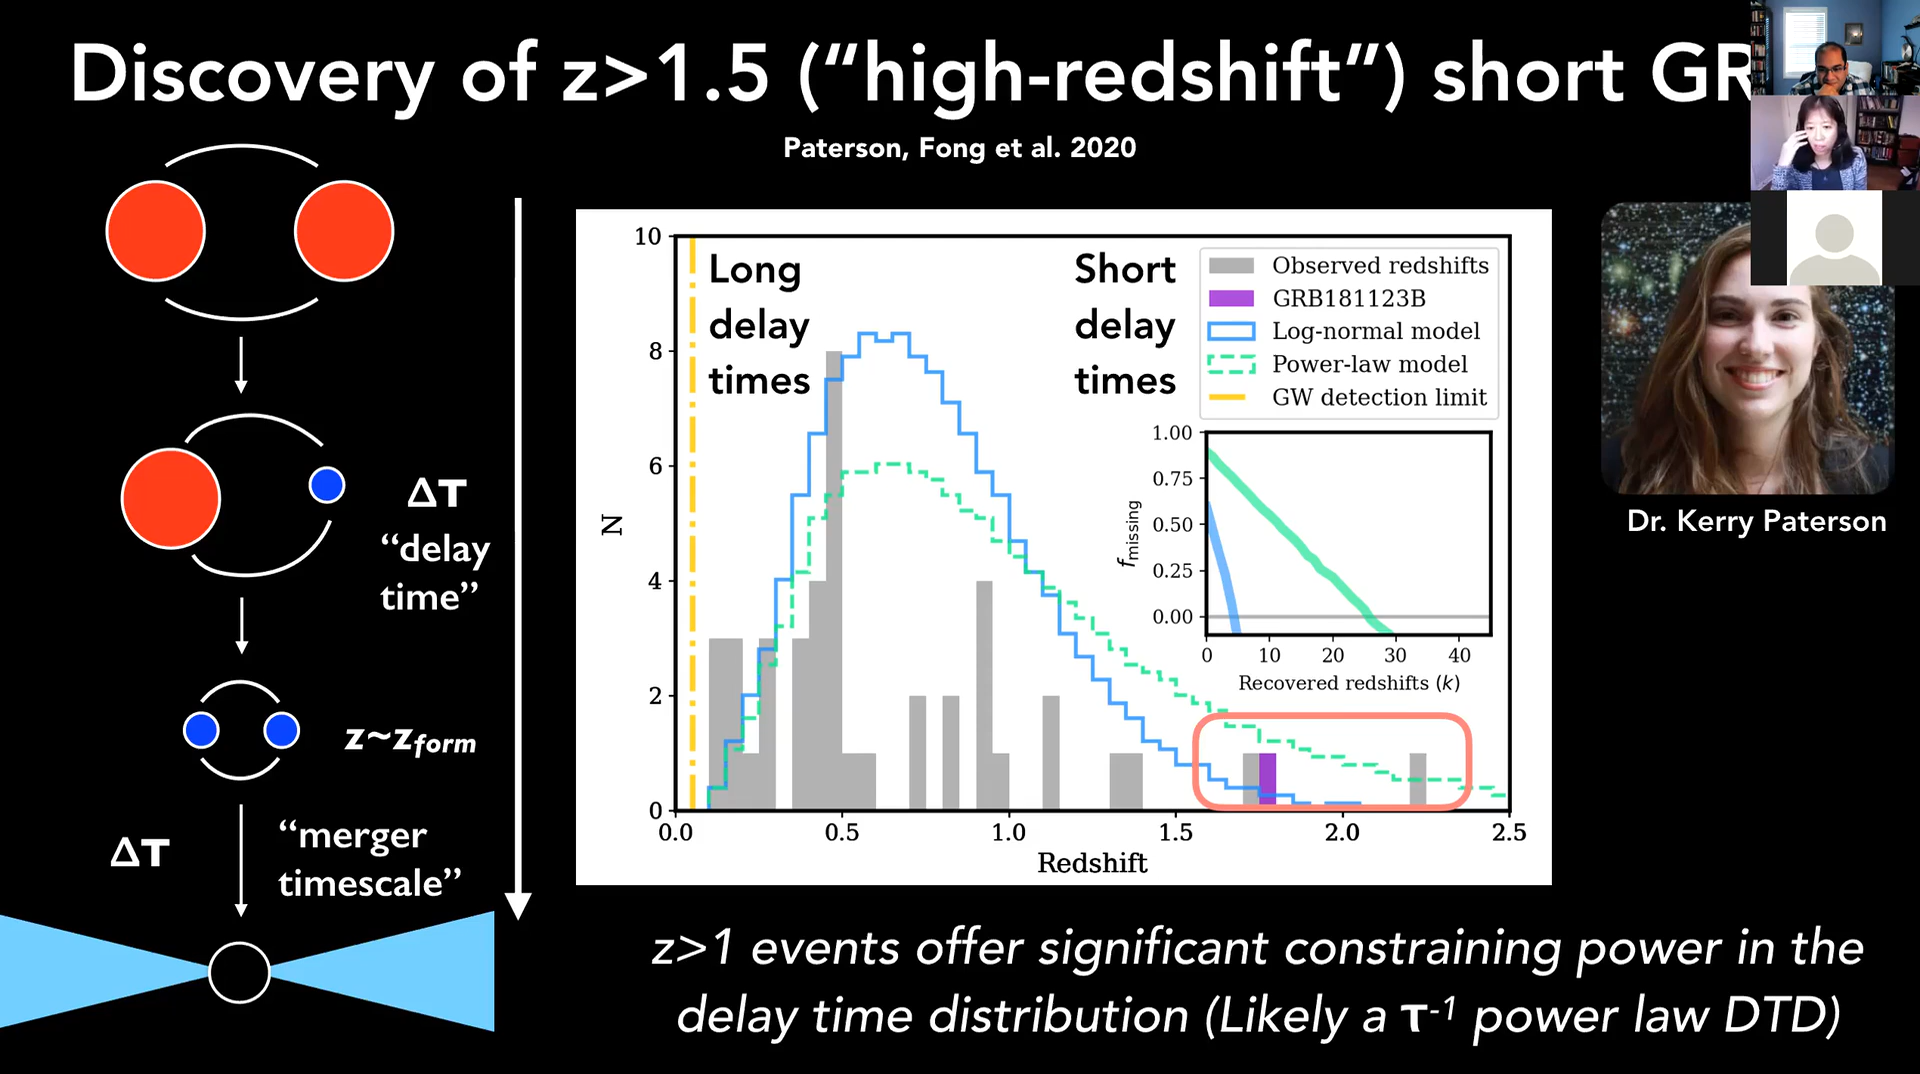 Discovery of z>1.5 (“high-redshift”) short GR
Paterson, Fong et al. 2020
ΔT
“delay
time”
z~zform
ΔT
“merger
timescale”
Long
delay
times
Short
delay
times
Observed redshifts
GRB181123B
Log-normal model
Power-law model
GW detection limit
10
8
6
4
2
0
N
0.0 0.5 1.0 1.5 2.0 2.5
Redshift
1.00
0.75
0.50
0.25
0.00
fmissing
0 10 20 30 40
Recovered redshifts (k)
Dr. Kerry Paterson
z>1 events offer significant constraining power in the
delay time distribution (Likely a τ-1 power law DTD)